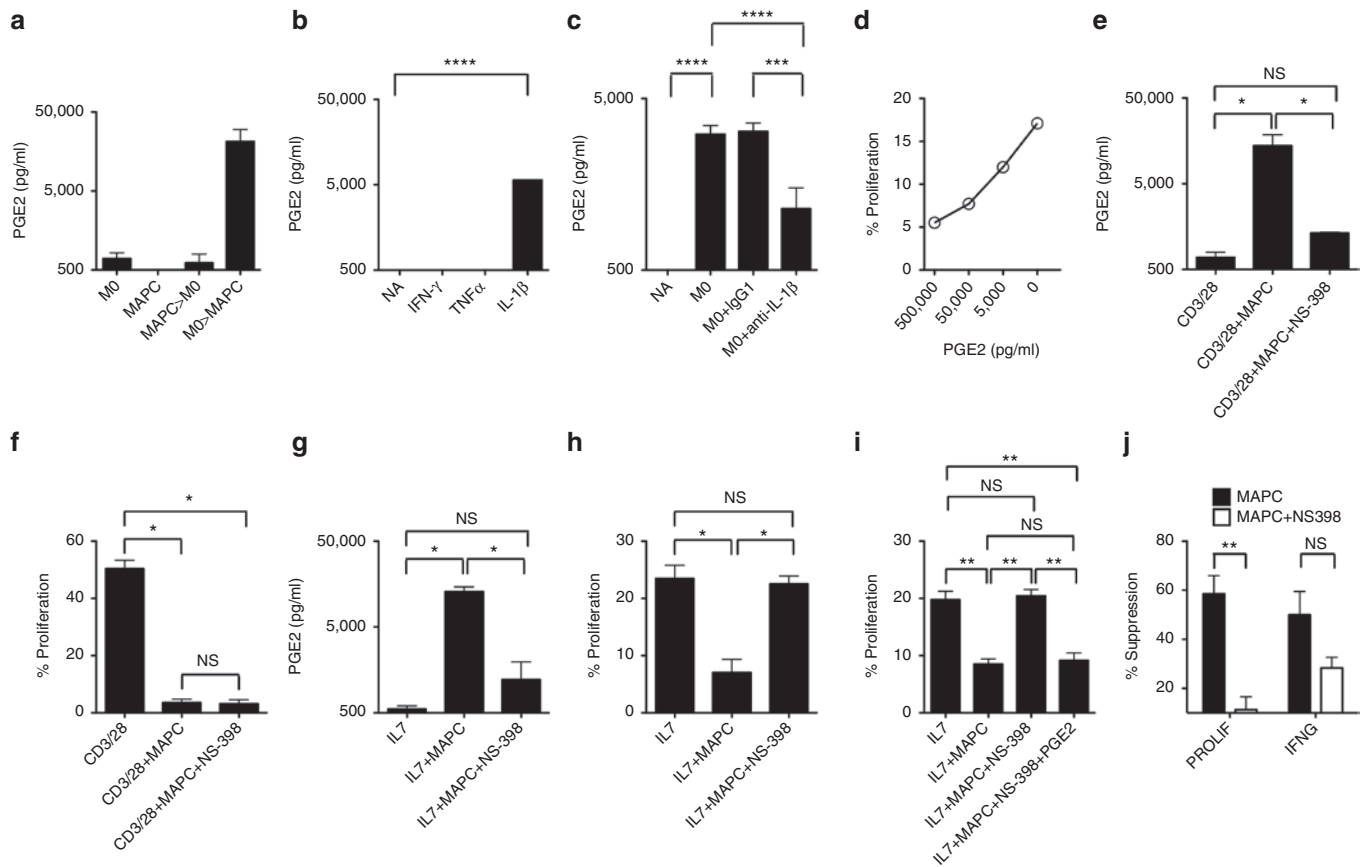 a
50,000
5,000
500
PGE2 (pg/ml)
M0
MAPC
MAPC>M0
M0>MAPC
b
****
50,000
5,000
500
PGE2 (pg/ml)
NA
IFN-γ
TNFα
IL-1β
c
****
**** ***
5,000
500
PGE2 (pg/ml)
NA
M0
M0+IgG1
M0+anti-IL-1β
d
20
15
10
5
0
% Proliferation
500,000
50,000
5,000
0
PGE2 (pg/ml)
e
NS
* *
50,000
5,000
500
PGE2 (pg/ml)
CD3/28
CD3/28+MAPC
CD3/28+MAPC+NS-398
f
*
*
NS
60
40
20
0
% Proliferation
CD3/28
CD3/28+MAPC
CD3/28+MAPC+NS-398
g
NS
* *
50,000
5,000
500
PGE2 (pg/ml)
IL7
IL7+MAPC
IL7+MAPC+NS-398
h
NS
* *
30
20
10
0
% Proliferation
IL7
IL7+MAPC
IL7+MAPC+NS-398
i
**
NS
NS
** ** **
30
20
10
0
% Proliferation
IL7
IL7+MAPC
IL7+MAPC+NS-398
IL7+MAPC+NS-398+PGE2
j
MAPC
MAPC+NS398
** NS
80
60
40
20
% Suppression
PROLIF
IFNG